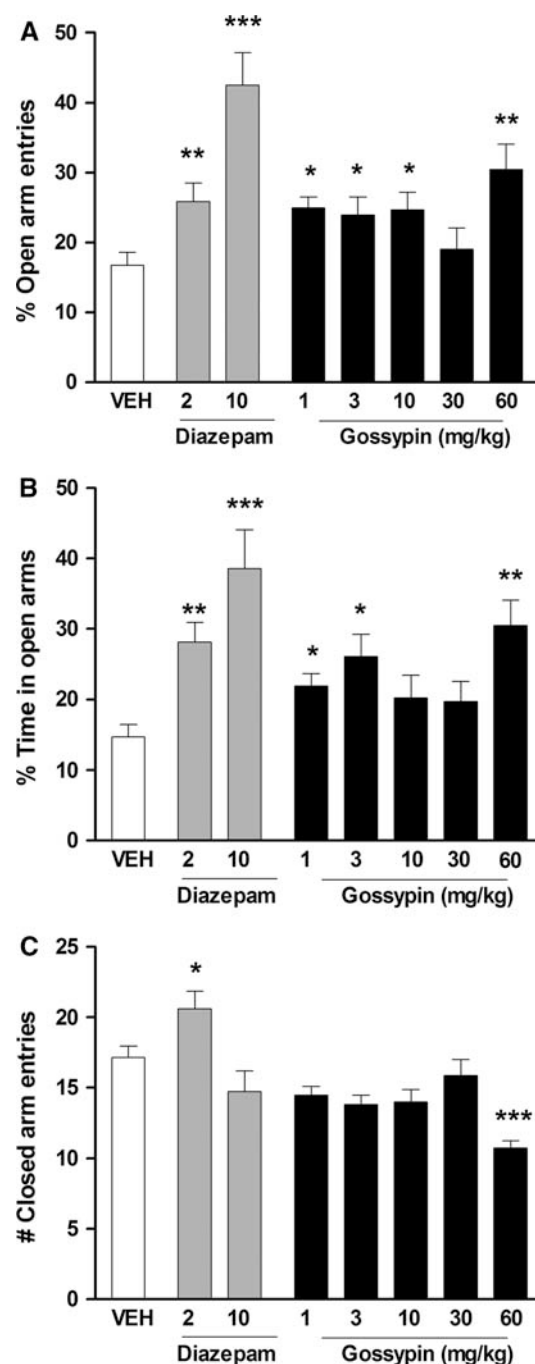 A
% Open arm entries
50
40
30
20
10
0
** *** * * * **
VEH 2 10 1 3 10 30 60
Diazepam Gossypin (mg/kg)
B
% Time in open arms
50
40
30
20
10
0
** *** * * **
VEH 2 10 1 3 10 30 60
Diazepam Gossypin (mg/kg)
C
# Closed arm entries
25
20
15
10
5
0
* ***
VEH 2 10 1 3 10 30 60
Diazepam Gossypin (mg/kg)